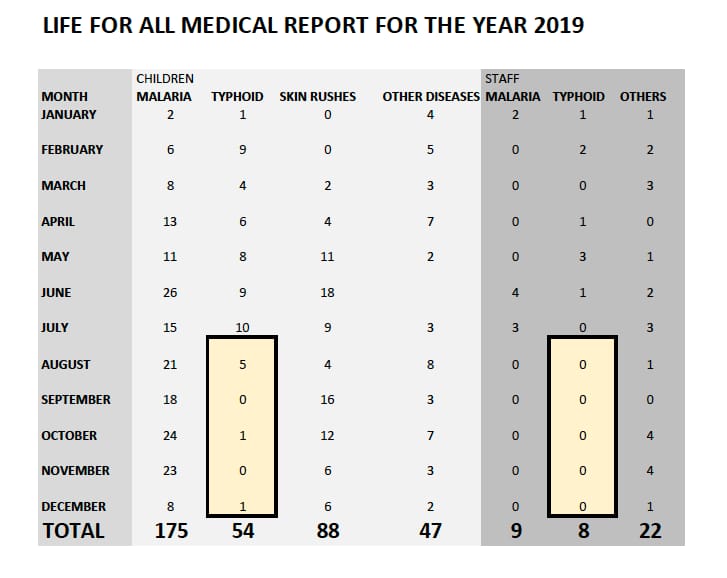 LIFE FOR ALL MEDICAL REPORT FOR THE YEAR 2019
CHILDREN STAFF
MONTH MALARIA TYPHOID SKIN RUSHES OTHER DISEASES MALARIA TYPHOID OTHERS
JANUARY 2 1 0 4 2 1 1
FEBRUARY 6 9 0 5 0 2 2
MARCH 8 4 2 3 0 0 3
APRIL 13 6 4 7 0 1 0
MAY 11 8 11 2 0 3 1
JUNE 26 9 18 4 1 2
JULY 15 10 9 3 3 0 3
AUGUST 21 5 4 8 0 0 1
SEPTEMBER 18 0 16 3 0 0 0
OCTOBER 24 1 12 7 0 0 4
NOVEMBER 23 0 6 3 0 0 4
DECEMBER 8 1 6 2 0 0 1
TOTAL 175 54 88 47 9 8 22